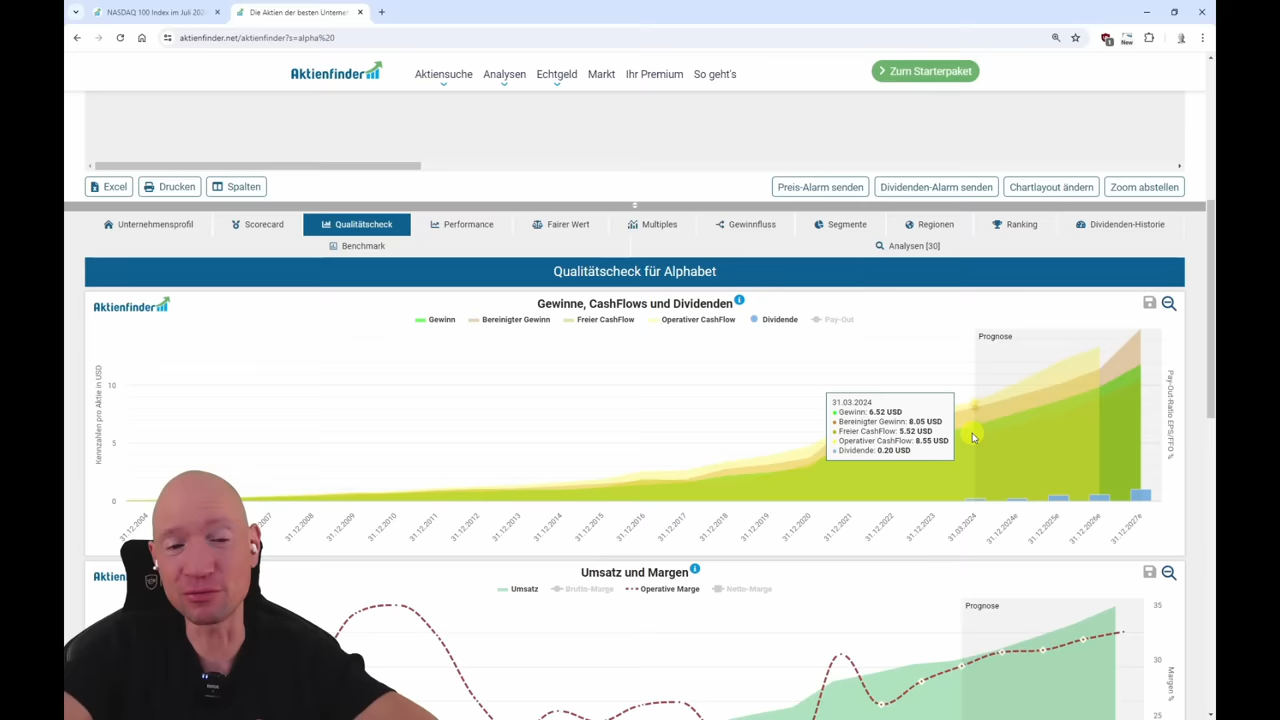 NASDAQ 100 Index im Juli 202
Die Aktien der besten Unterneh
aktienfinder.net/aktienfinder?s=alpha%20
New
1
Aktienfinder
Aktiensuche
Analysen
Echtgeld
Markt
Ihr Premium
So geht's
Zum Starterpaket
Excel
Drucken
Spalten
Preis-Alarm senden
Dividenden-Alarm senden
Chartlayout ändern
Zoom abstellen
Unternehmensprofil
Scorecard
Qualitätscheck
Performance
Fairer Wert
Multiples
Gewinnfluss
Segmente
Regionen
Ranking
Dividenden-Historie
Benchmark
Analysen [30]
Qualitätscheck für Alphabet
Aktienfinder
Gewinne, CashFlows und Dividenden
Gewinn
Bereinigter Gewinn
Freier CashFlow
Operativer CashFlow
Dividende
Pay-Out
Prognose
Kennzahlen pro Aktie in USD
10
5
0
Pay-Out-Ratio EPS/FFO %
31.03.2024
Gewinn: 6.52 USD
Bereinigter Gewinn: 8.05 USD
Freier CashFlow: 5.52 USD
Operativer CashFlow: 8.55 USD
Dividende: 0.20 USD
31.12.2004
2007
31.12.2008
31.12.2009
31.12.2010
31.12.2011
31.12.2012
31.12.2013
31.12.2014
31.12.2015
31.12.2016
31.12.2017
31.12.2018
31.12.2019
31.12.2020
31.12.2021
31.12.2022
31.12.2023
31.03.2024
31.12.2024e
31.12.2025e
31.12.2026e
31.12.2027e
Aktien
Umsatz und Margen
Umsatz
Brutto-Marge
Operative Marge
Netto-Marge
Prognose
35
30
25
Margen %